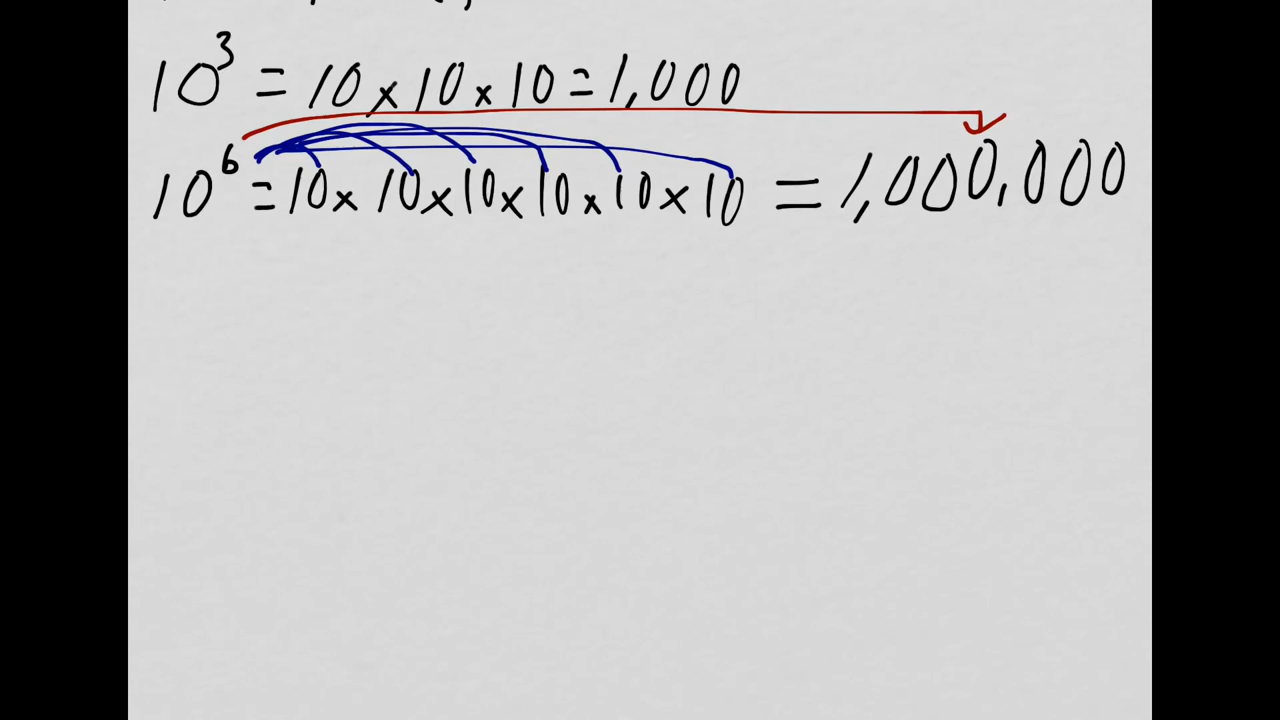 10³ = 10 x 10 x 10 = 1,000
10⁶ = 10 x 10 x 10 x 10 x 10 x 10 = 1,000,000